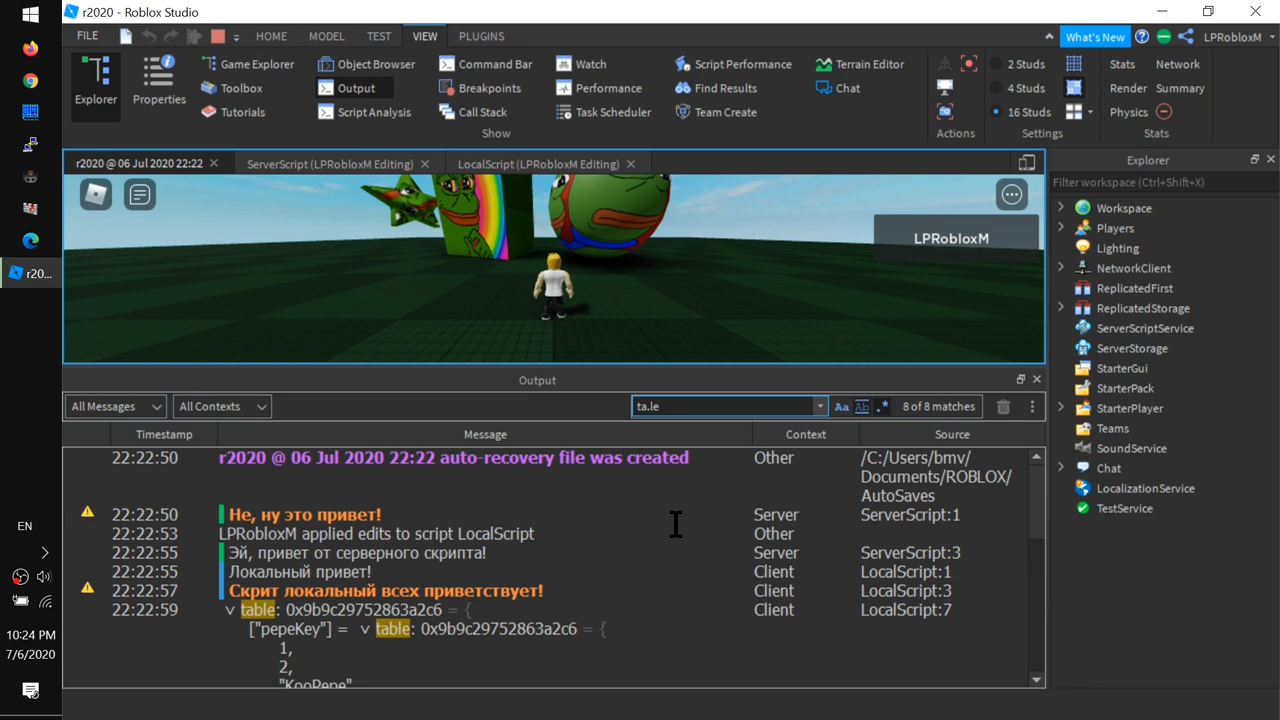 r2020 - Roblox Studio
FILE HOME MODEL TEST VIEW PLUGINS What's New LPRobloxM
Explorer
Properties
Game Explorer
Toolbox
Tutorials
Object Browser
Output
Script Analysis
Command Bar
Breakpoints
Call Stack
Watch
Performance
Task Scheduler
Script Performance
Find Results
Team Create
Terrain Editor
Chat
Show
Actions
2 Studs
4 Studs
16 Studs
Settings
Stats Network
Render Summary
Physics
Stats
r2020 @ 06 Jul 2020 22:22 ServerScript (LPRobloxM Editing) LocalScript (LPRobloxM Editing)
LPRobloxM
Output
All Messages All Contexts ta.le Aa Ab .* 8 of 8 matches
Timestamp Message Context Source
22:22:50 r2020 @ 06 Jul 2020 22:22 auto-recovery file was created Other /C:/Users/bmv/
Documents/ROBLOX/
AutoSaves
22:22:50 Не, ну это привет! Server ServerScript:1
22:22:53 LPRobloxM applied edits to script LocalScript Other
22:22:55 Эй, привет от серверного скрипта! Server ServerScript:3
22:22:55 Локальный привет! Client LocalScript:1
22:22:57 Скрит локальный всех приветствует! Client LocalScript:3
22:22:59 table: 0x9b9c29752863a2c6 = { Client LocalScript:7
["pepeKey"] = table: 0x9b9c29752863a2c6 = {
1,
2,
"KooPepe"
Explorer
Filter workspace (Ctrl+Shift+X)
Workspace
Players
Lighting
NetworkClient
ReplicatedFirst
ReplicatedStorage
ServerScriptService
ServerStorage
StarterGui
StarterPack
StarterPlayer
Teams
SoundService
Chat
LocalizationService
TestService
r20...
EN
10:24 PM
7/6/2020